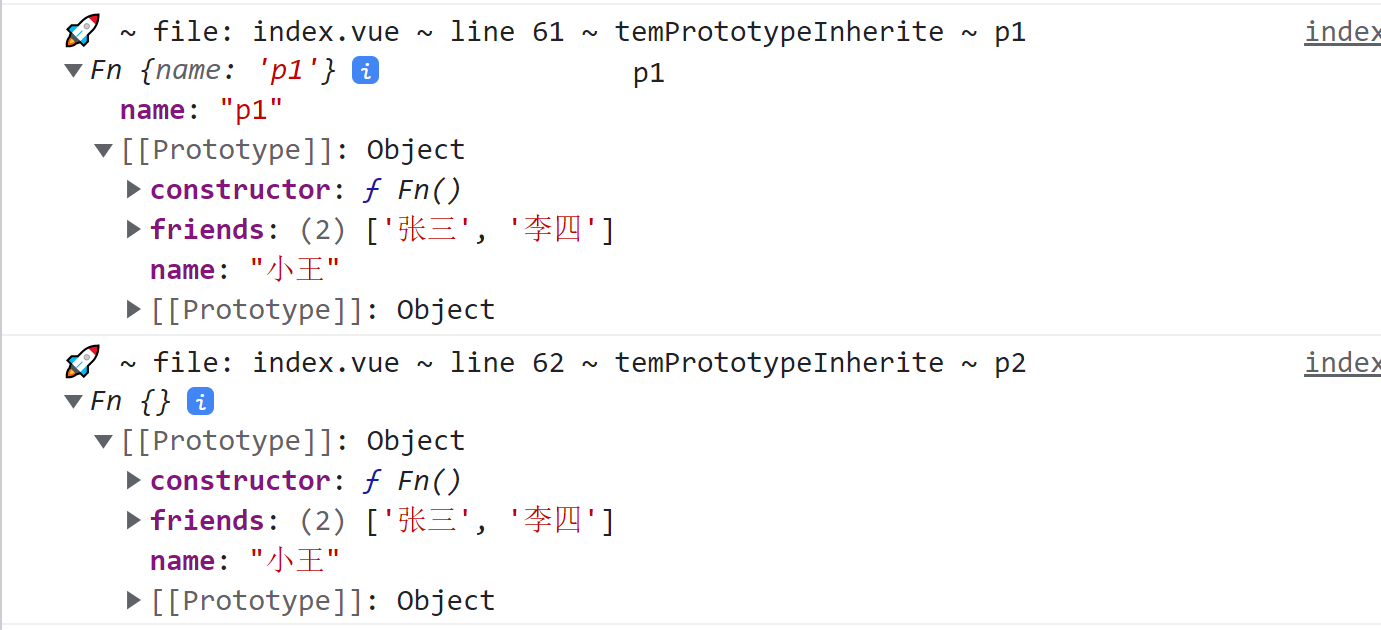 🚀 ~ file: index.vue ~ line 61 ~ temPrototypeInherite ~ p1 index
▼ Fn {name: 'p1'} i p1
name: "p1"
▼ [[Prototype]]: Object
▶ constructor: ƒ Fn()
▶ friends: (2) ['张三', '李四']
name: "小王"
▶ [[Prototype]]: Object
🚀 ~ file: index.vue ~ line 62 ~ temPrototypeInherite ~ p2 index
▼ Fn {} i
▼ [[Prototype]]: Object
▶ constructor: ƒ Fn()
▶ friends: (2) ['张三', '李四']
name: "小王"
▶ [[Prototype]]: Object